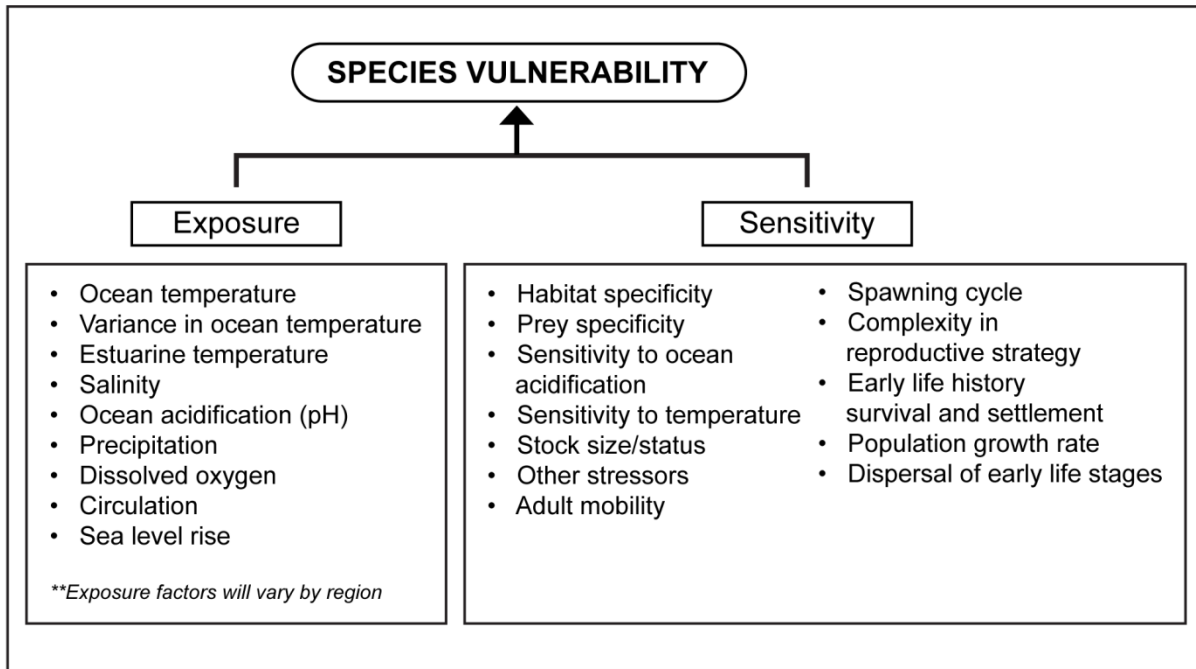 SPECIES VULNERABILITY
Exposure
• Ocean temperature
• Variance in ocean temperature
• Estuarine temperature
• Salinity
• Ocean acidification (pH)
• Precipitation
• Dissolved oxygen
• Circulation
• Sea level rise
**Exposure factors will vary by region
Sensitivity
• Habitat specificity
• Prey specificity
• Sensitivity to ocean
acidification
• Sensitivity to temperature
• Stock size/status
• Other stressors
• Adult mobility
• Spawning cycle
• Complexity in
reproductive strategy
• Early life history
survival and settlement
• Population growth rate
• Dispersal of early life stages